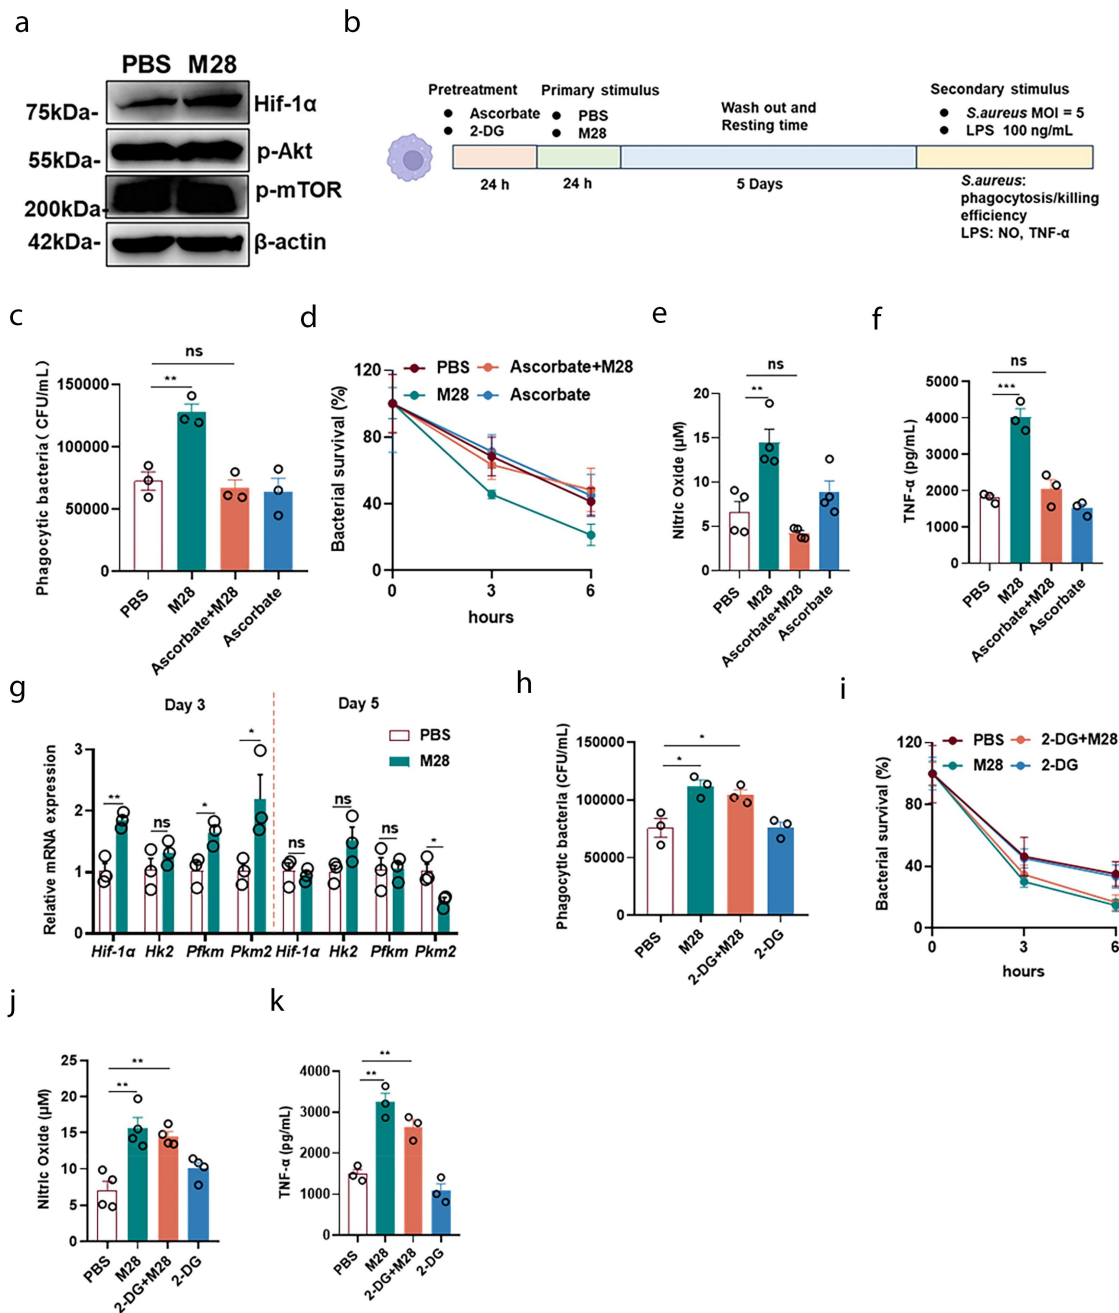 a
PBS M28
75kDa- Hif-1α
55kDa- p-Akt
200kDa- p-mTOR
42kDa- β-actin
b
Pretreatment
● Ascorbate
● 2-DG
Primary stimulus
● PBS
● M28
Wash out and
Resting time
Secondary stimulus
● S.aureus MOI = 5
● LPS 100 ng/mL
24 h
24 h
5 Days
S.aureus:
phagocytosis/killing
efficiency
LPS: NO, TNF-α
c
Phagocytic bacteria (CFU/mL)
150000
100000
50000
0
ns
**
PBS
M28
Ascorbate+M28
Ascorbate
d
Bacterial survival (%)
120
80
40
0
PBS
Ascorbate+M28
M28
Ascorbate
0 3 6
hours
e
Nitric Oxide (μM)
20
15
10
5
0
ns
**
PBS
M28
Ascorbate+M28
Ascorbate
f
TNF-α (pg/mL)
5000
4000
3000
2000
1000
0
ns
***
PBS
M28
Ascorbate+M28
Ascorbate
g
Day 3
Day 5
PBS
M28
Relative mRNA expression
3
2
1
0
** ns * * ns ns ns *
Hif-1α Hk2 Pfkm Pkm2 Hif-1α Hk2 Pfkm Pkm2
h
Phagocytic bacteria (CFU/mL)
150000
100000
50000
0
*
*
PBS
M28
2-DG+M28
2-DG
i
Bacterial survival (%)
120
80
40
0
PBS
2-DG+M28
M28
2-DG
0 3 6
hours
j
Nitric Oxide (μM)
25
20
15
10
5
0
**
**
PBS
M28
2-DG+M28
2-DG
k
TNF-α (pg/mL)
4000
3000
2000
1000
0
**
**
PBS
M28
2-DG+M28
2-DG